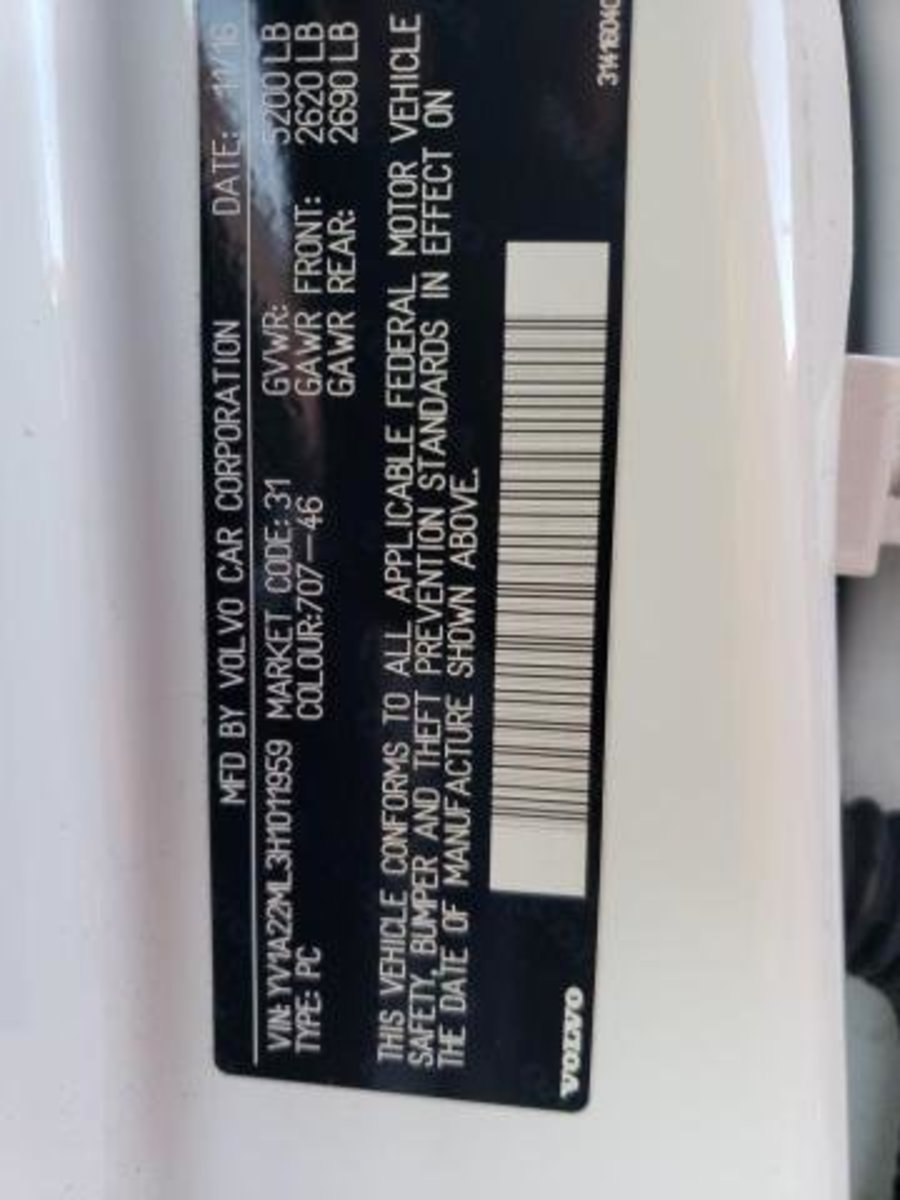 MFD BY VOLVO CAR CORPORATION DATE: 11/16
VIN: YV1A22ML3H1011959 MARKET CODE: 31 GVWR: 5200 LB
TYPE: PC COLOUR:707-46 GAWR FRONT: 2620 LB
GAWR REAR: 2690 LB
THIS VEHICLE CONFORMS TO ALL APPLICABLE FEDERAL MOTOR VEHICLE
SAFETY, BUMPER AND THEFT PREVENTION STANDARDS IN EFFECT ON
THE DATE OF MANUFACTURE SHOWN ABOVE.
VOLVO